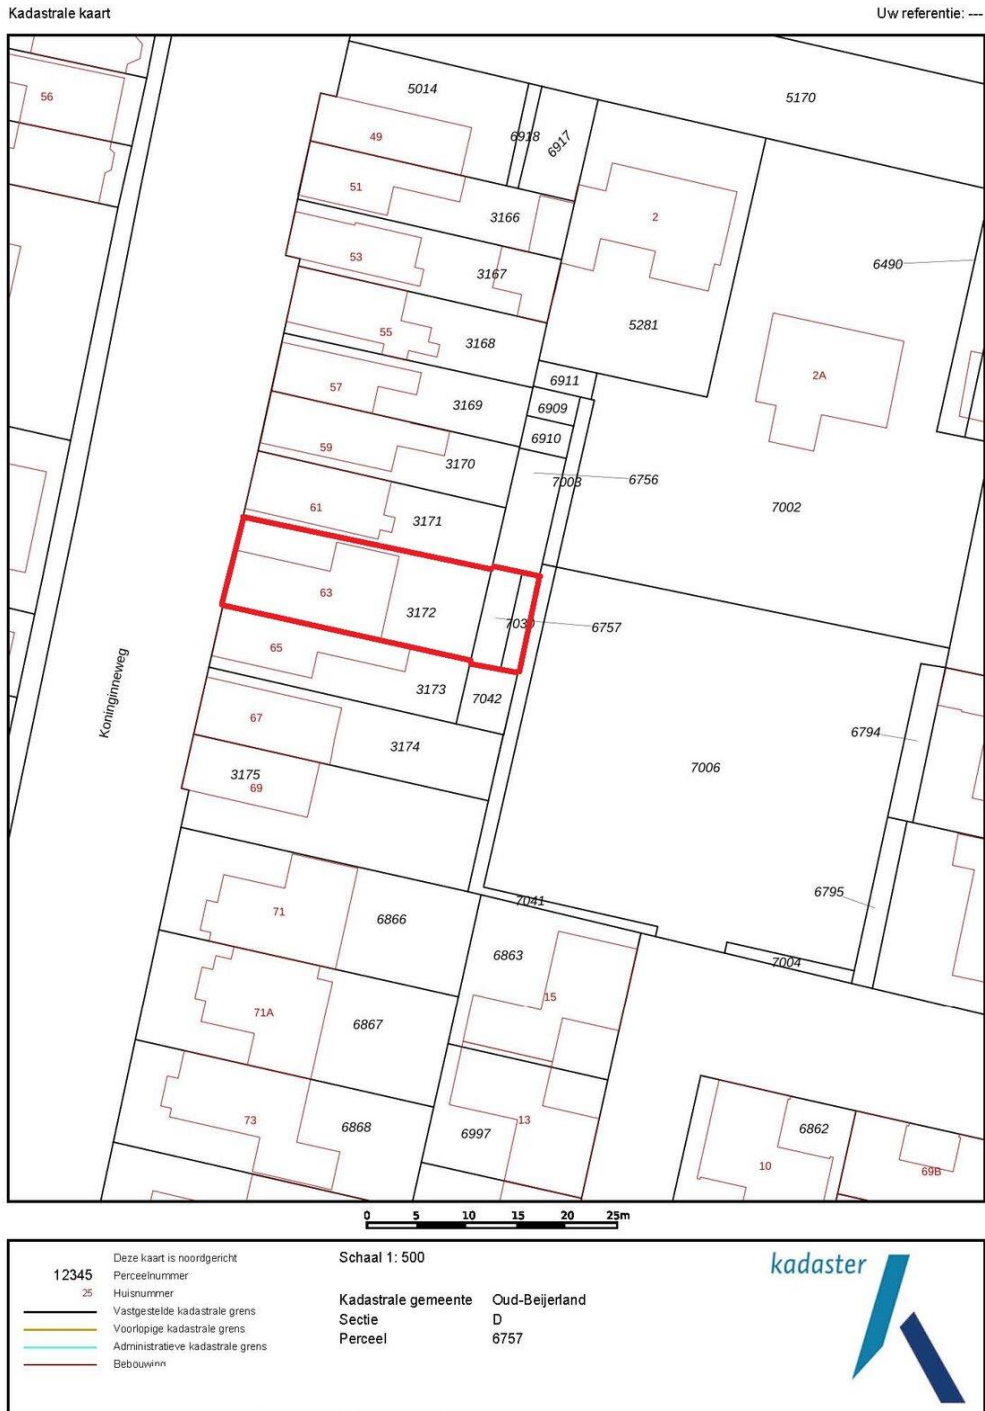 Kadastrale kaart
Uw referentie: ---
56
5014
5170
49
6918
6917
51
3166
2
53
3167
6490
55
3168
5281
57
3169
6911
2A
6909
59
3170
6910
7003
6756
61
3171
7002
63
3172
7030
6757
65
3173
7042
Koninginneweg
67
3174
6794
3175
69
7006
71
6866
7041
6795
6863
7004
15
71A
6867
73
6868
13
6997
6862
10
69B
0 5 10 15 20 25m
Deze kaart is noordgericht
12345 Perceelnummer
25 Huisnummer
Vastgestelde kadastrale grens
Voorlopige kadastrale grens
Administratieve kadastrale grens
Bebouwing
Schaal 1: 500
Kadastrale gemeente Oud-Beijerland
Sectie D
Perceel 6757
kadaster